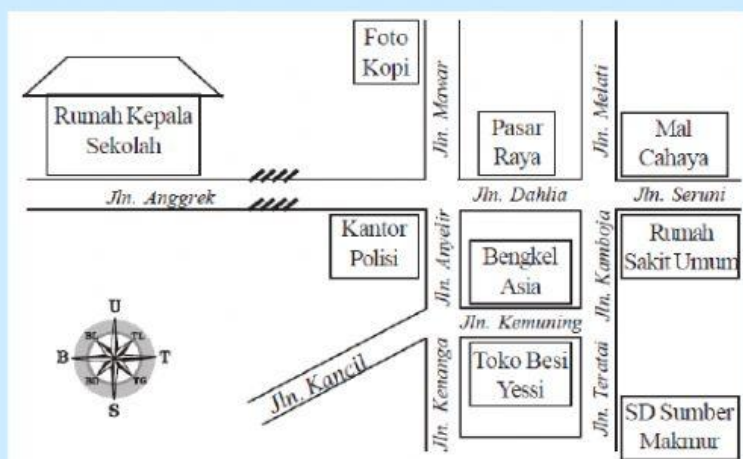 Foto
Kopi
Jln. Mawar
Jln. Melati
Rumah Kepala
Sekolah
Pasar
Raya
Mal
Cahaya
Jln. Anggrek
Jln. Dahlia
Jln. Seruni
Kantor
Polisi
Jln. Anyelir
Bengkel
Asia
Jln. Kamboja
Rumah
Sakit Umum
Jln. Kemuning
U
BL
TL
B
T
BD
TG
S
Jln. Kancil
Jln. Kenanga
Toko Besi
Yessi
Jln. Teratai
SD Sumber
Makmur